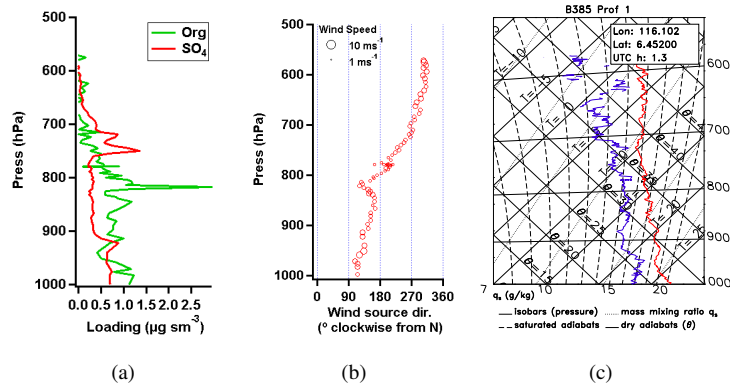 500
600
700
800
900
1000
Press (hPa)
Org
SO4
0.0 0.5 1.0 1.5 2.0 2.5
Loading (µg sm-3)
(a)
500
600
700
800
900
1000
Press (hPa)
Wind Speed
10 ms-1
1 ms-1
0 90 180 270 360
Wind source dir.
(º clockwise from N)
(b)
B385 Prof 1
Lon: 116.102
Lat: 6.45200
UTC h: 1.3
600
700
800
900
7 10 15 20
qs (g/kg)
isobars (pressure)
mass mixing ratio qs
saturated adiabats
dry adiabats (θ)
(c)